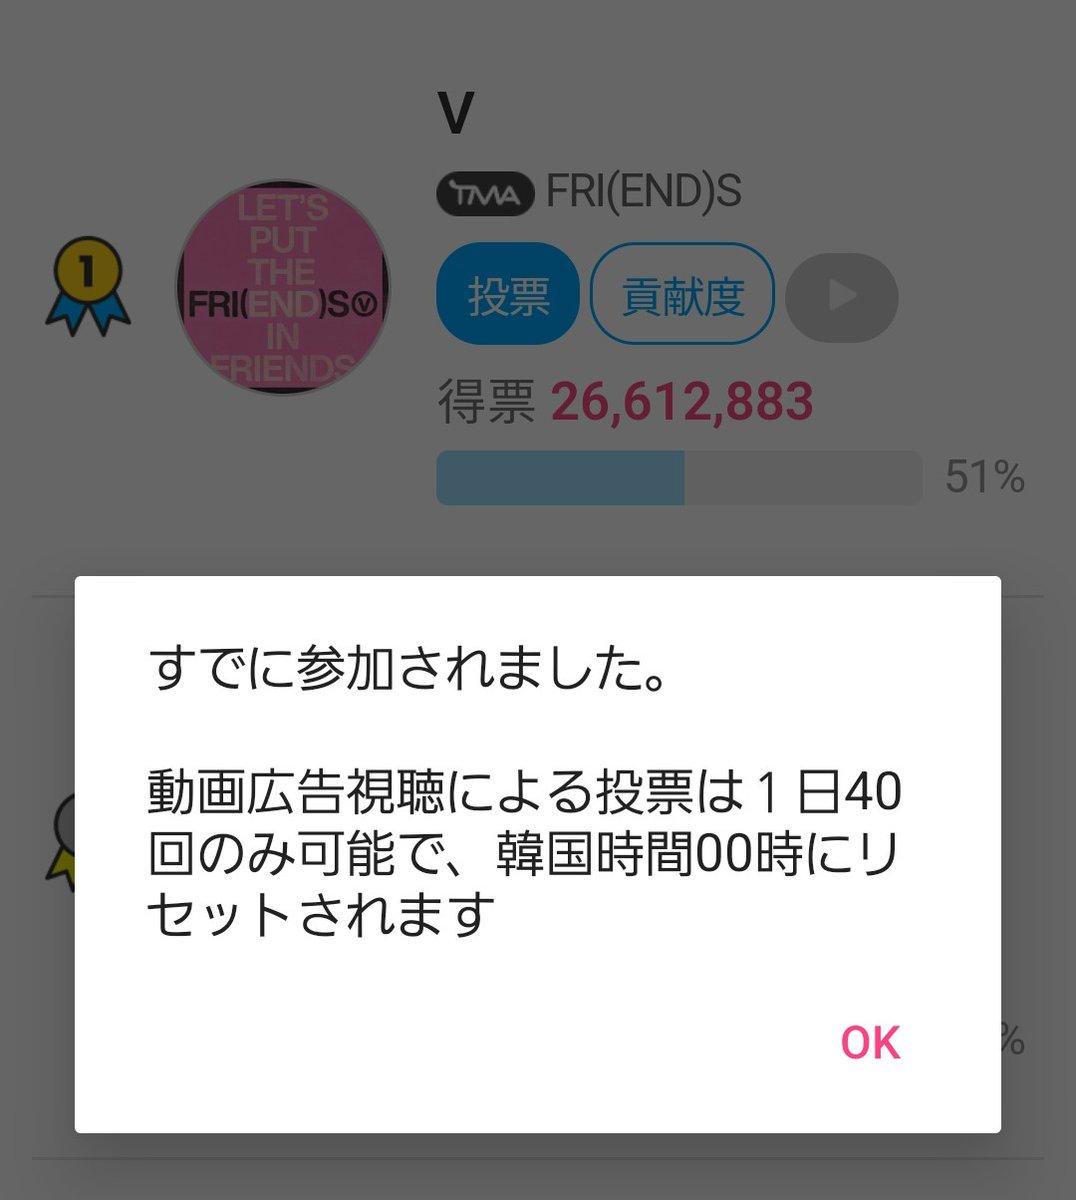 V
TMA FRI(END)S
1
LET'S
PUT
THE
FRI(END)SⓋ
IN
FRIENDS
投票 貢献度
得票 26,612,883
51%
すでに参加されました。
動画広告視聴による投票は１日40
回のみ可能で、韓国時間00時にリ
セットされます
%
OK